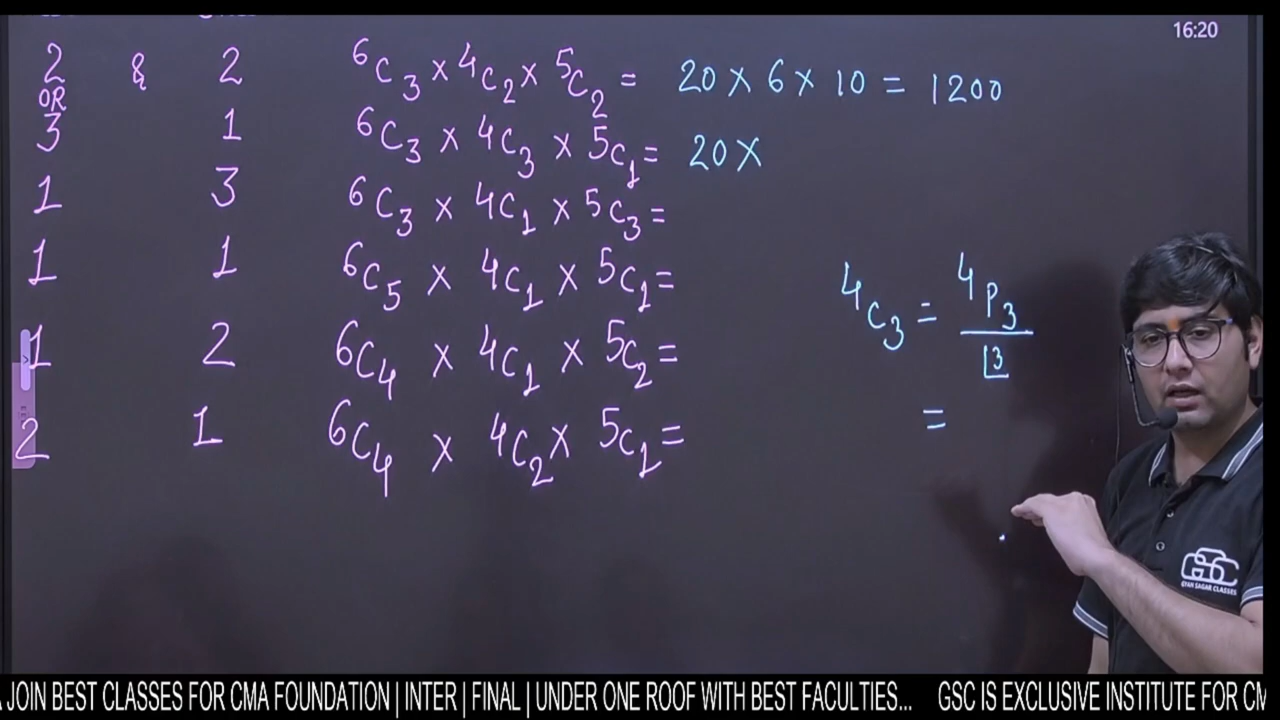 16:20
2 & 2 ⁶C₃ × ⁴C₂ × ⁵C₂ = 20 × 6 × 10 = 1200
OR
3 1 ⁶C₃ × ⁴C₃ × ⁵C₁ = 20 ×
1 3 ⁶C₃ × ⁴C₁ × ⁵C₃ =
1 1 ⁶C₅ × ⁴C₁ × ⁵C₁ =
1 2 ⁶C₄ × ⁴C₁ × ⁵C₂ =
2 1 ⁶C₄ × ⁴C₂ × ⁵C₁ =
⁴C₃ = ⁴P₃
⌊3
=
GSC
GYAN SAGAR CLASSES
JOIN BEST CLASSES FOR CMA FOUNDATION | INTER | FINAL | UNDER ONE ROOF WITH BEST FACULTIES... GSC IS EXCLUSIVE INSTITUTE FOR CM